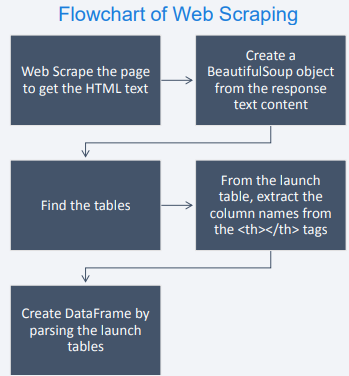 Flowchart of Web Scraping
Web Scrape the page
to get the HTML text
Create a
BeautifulSoup object
from the response
text content
Find the tables
From the launch
table, extract the
column names from
the <th></th> tags
Create DataFrame by
parsing the launch
tables